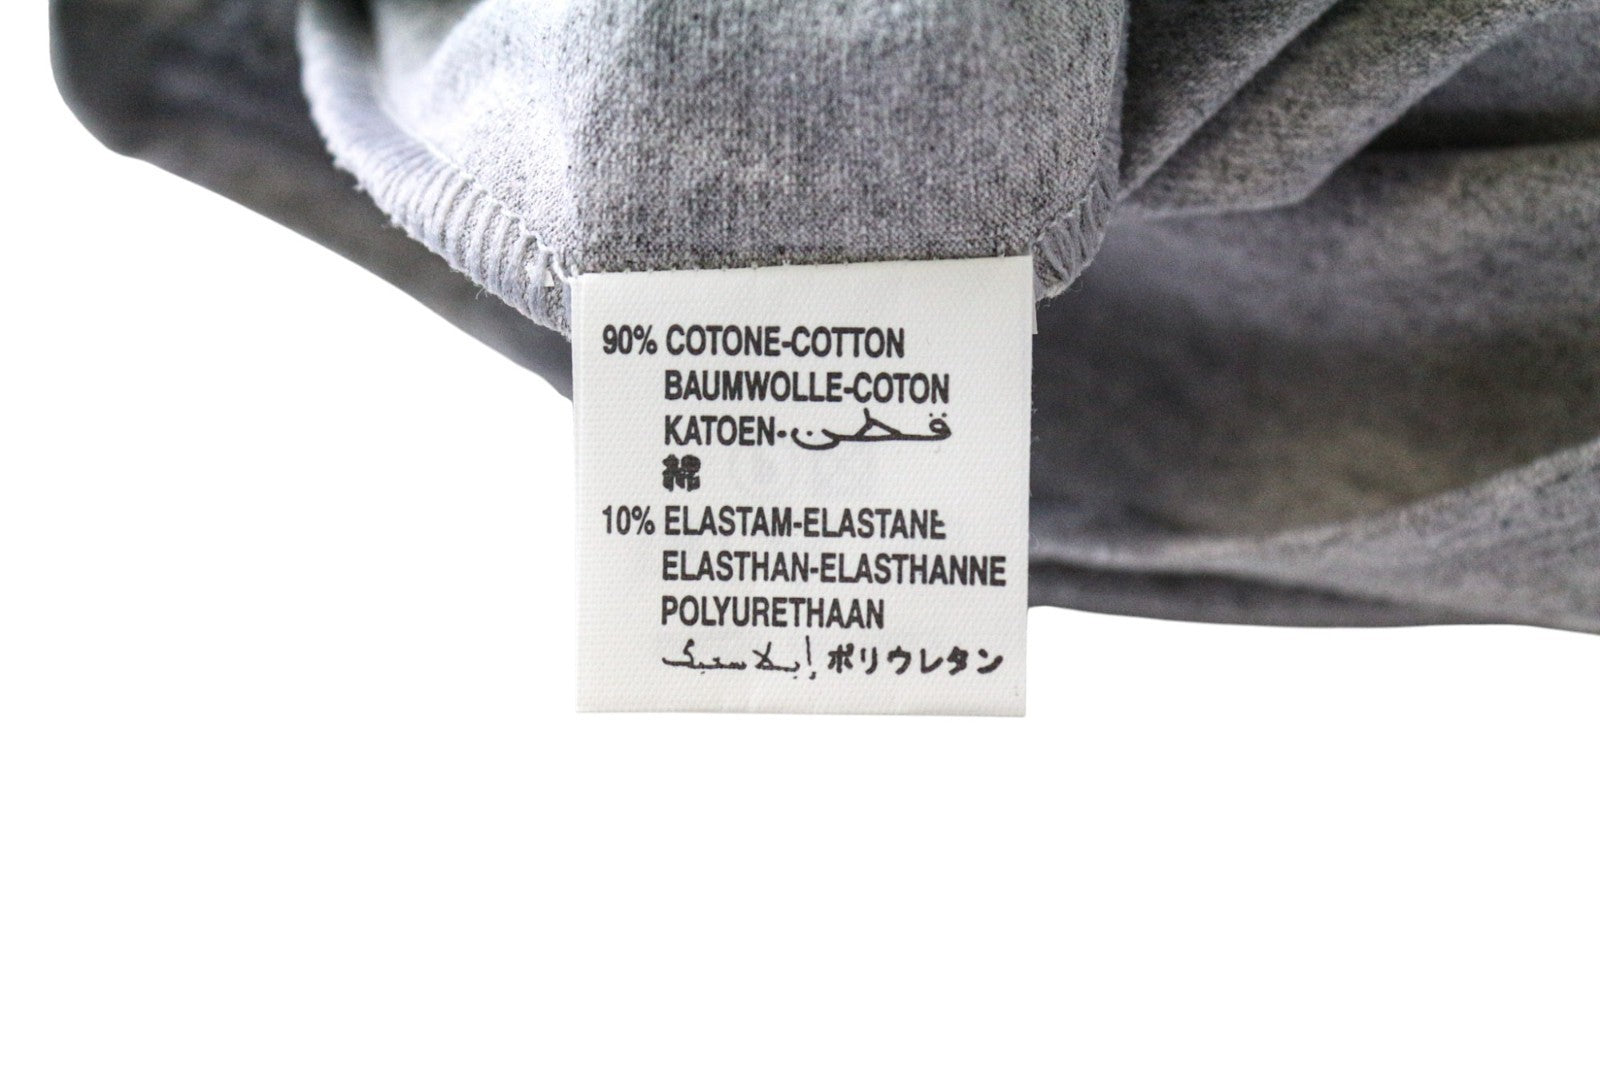 90% COTONE-COTTON
BAUMWOLLE-COTON
KATOEN-قطن
綿
10% ELASTAM-ELASTANE
ELASTHAN-ELASTHANNE
POLYURETHAAN
ポリウレタン